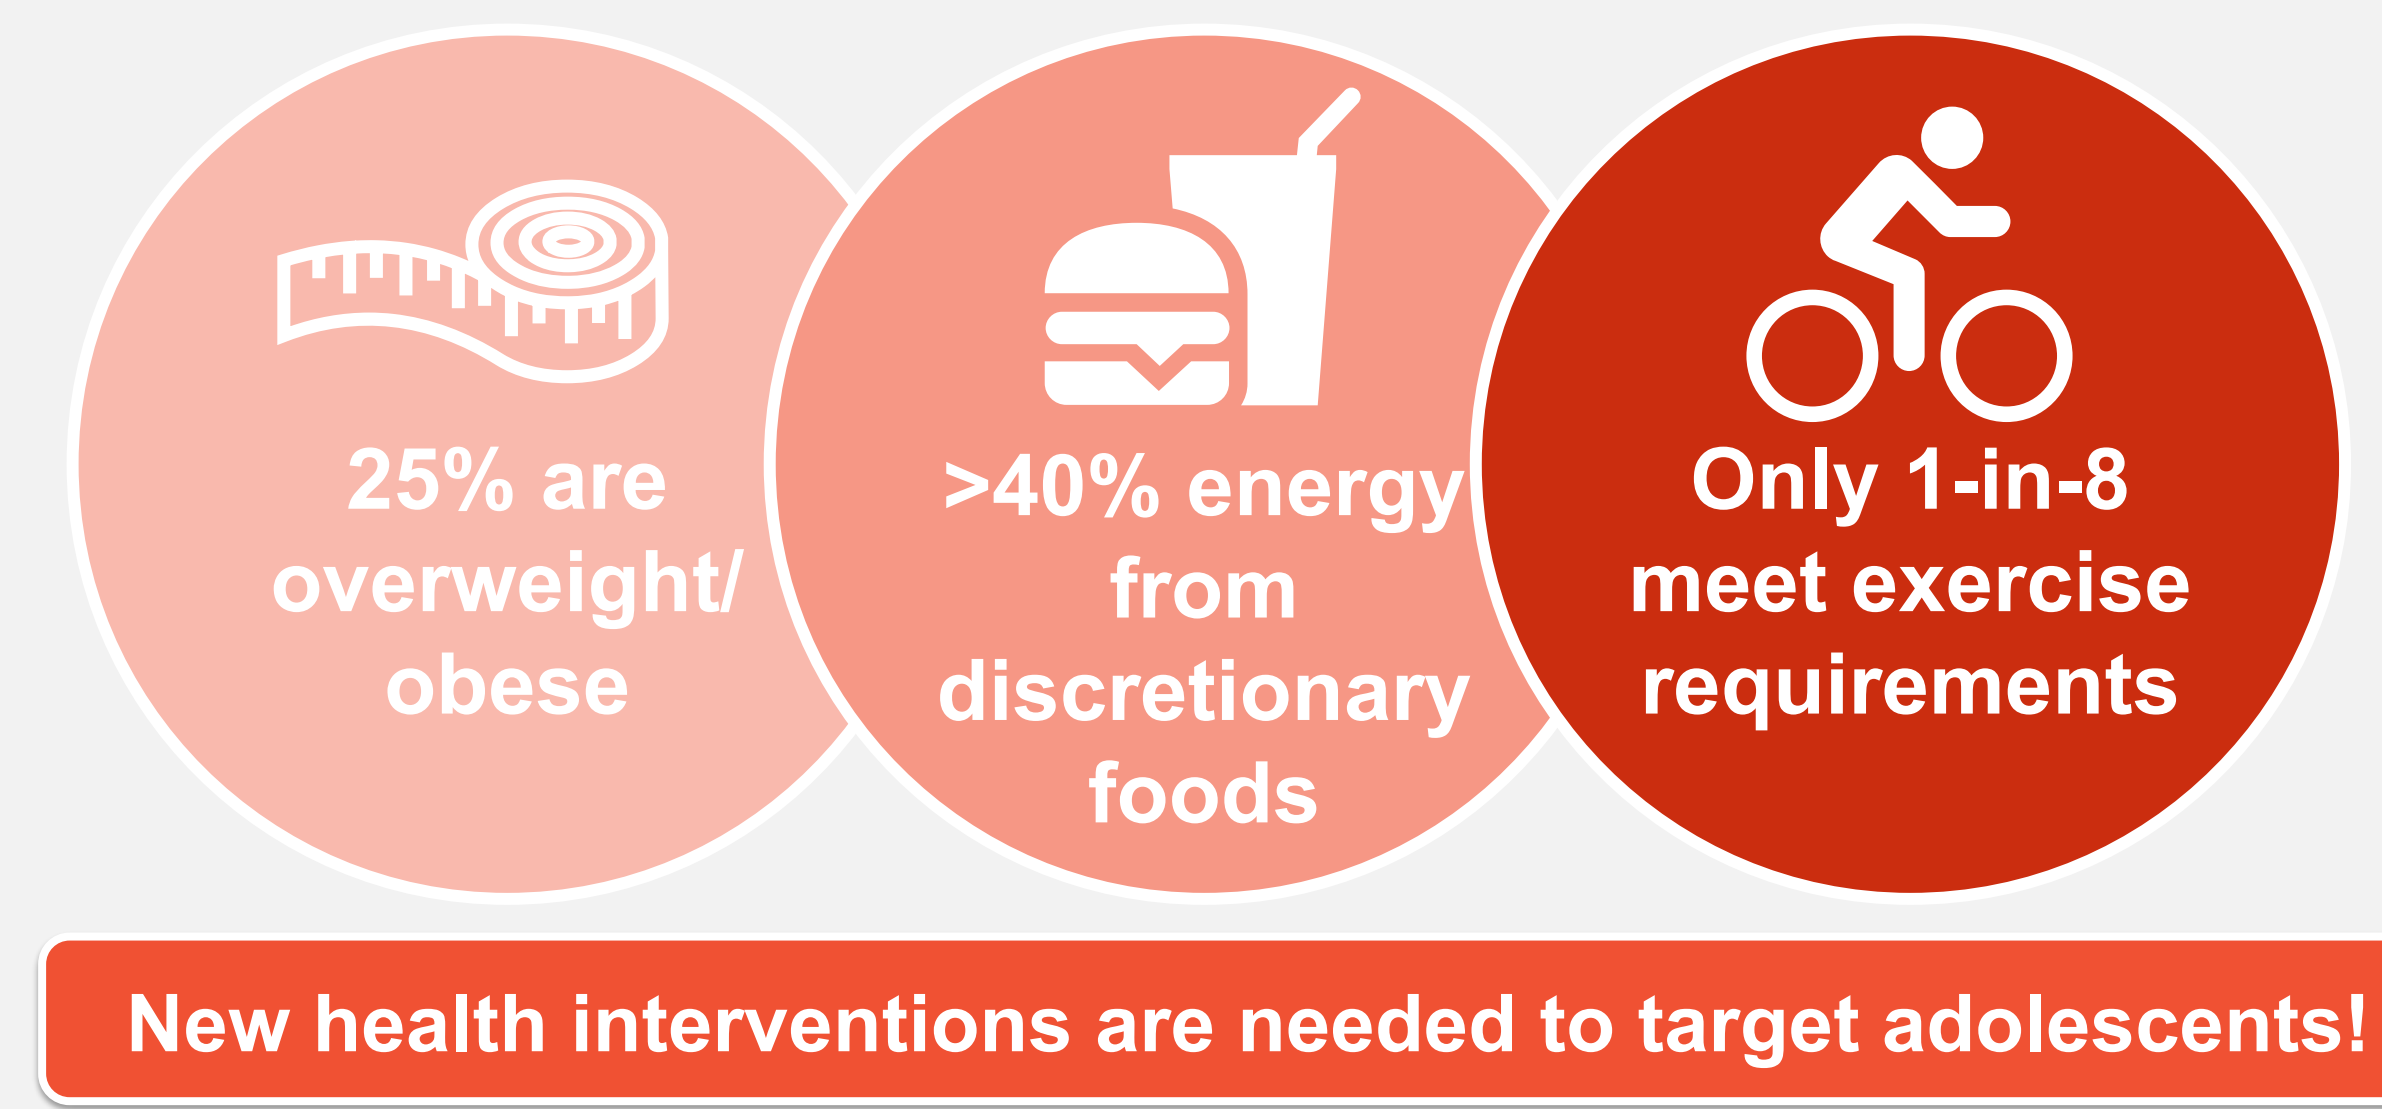 25% are
overweight/
obese
>40% energy
from
discretionary
foods
Only 1-in-8
meet exercise
requirements
New health interventions are needed to target adolescents!